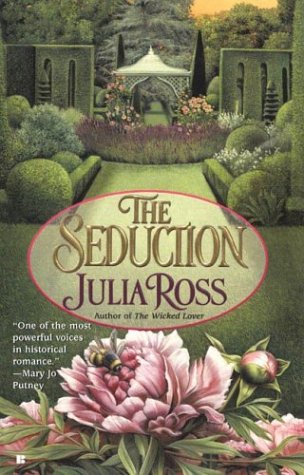 THE
SEDUCTION
JULIA ROSS
Author of The Wicked Lover
"One of the most
powerful voices
in historical
romance."
—Mary Jo
Putney
B